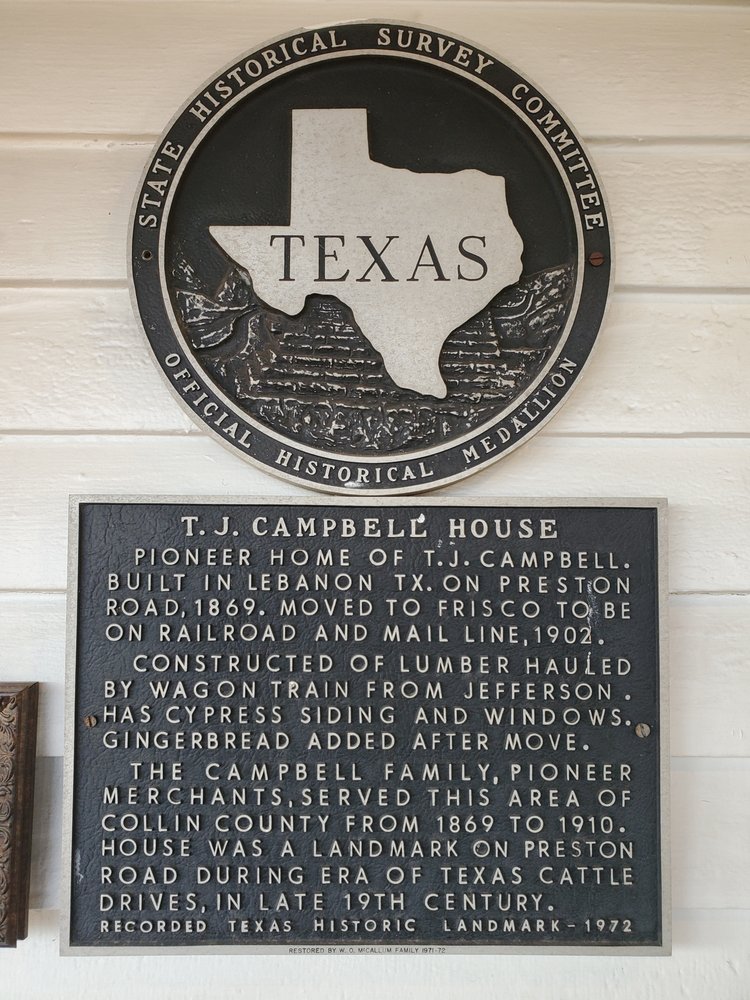 STATE HISTORICAL SURVEY COMMITTEE
TEXAS
OFFICIAL HISTORICAL MEDALLION
T.J. CAMPBELL HOUSE
PIONEER HOME OF T.J. CAMPBELL.
BUILT IN LEBANON TX. ON PRESTON
ROAD, 1869. MOVED TO FRISCO TO BE
ON RAILROAD AND MAIL LINE, 1902.
CONSTRUCTED OF LUMBER HAULED
BY WAGON TRAIN FROM JEFFERSON.
HAS CYPRESS SIDING AND WINDOWS.
GINGERBREAD ADDED AFTER MOVE.
THE CAMPBELL FAMILY, PIONEER
MERCHANTS, SERVED THIS AREA OF
COLLIN COUNTY FROM 1869 TO 1910.
HOUSE WAS A LANDMARK ON PRESTON
ROAD DURING ERA OF TEXAS CATTLE
DRIVES, IN LATE 19TH CENTURY.
RECORDED TEXAS HISTORIC LANDMARK-1972
RESTORED BY W. O. McCALLUM FAMILY 1971-72